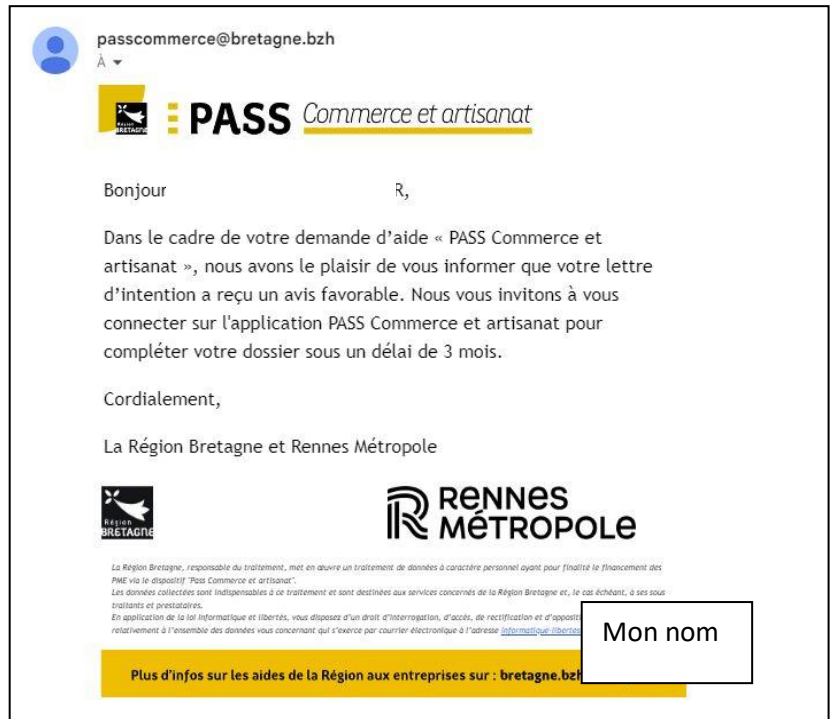 passcommerce@bretagne.bzh
À
Région
BRETAGNE
PASS Commerce et artisanat
Bonjour R,
Dans le cadre de votre demande d'aide « PASS Commerce et
artisanat », nous avons le plaisir de vous informer que votre lettre
d'intention a reçu un avis favorable. Nous vous invitons à vous
connecter sur l'application PASS Commerce et artisanat pour
compléter votre dossier sous un délai de 3 mois.
Cordialement,
La Région Bretagne et Rennes Métropole
Région
BRETAGNE
RENNES
MÉTROPOLE
La Région Bretagne, responsable du traitement, met en œuvre un traitement de données à caractère personnel ayant pour finalité le financement des
PME via le dispositif "Pass Commerce et artisanat".
Les données collectées sont indispensables à ce traitement et sont destinées aux services concernés de la Région Bretagne et, le cas échéant, à ses sous
traitants et prestataires.
En application de la loi informatique et libertés, vous disposez d'un droit d'interrogation, d'accès, de rectification et d'oppositi
relativement à l'ensemble des données vous concernant qui s'exerce par courrier électronique à l'adresse informatique-libertes
Mon nom
Plus d'infos sur les aides de la Région aux entreprises sur : bretagne.bzh